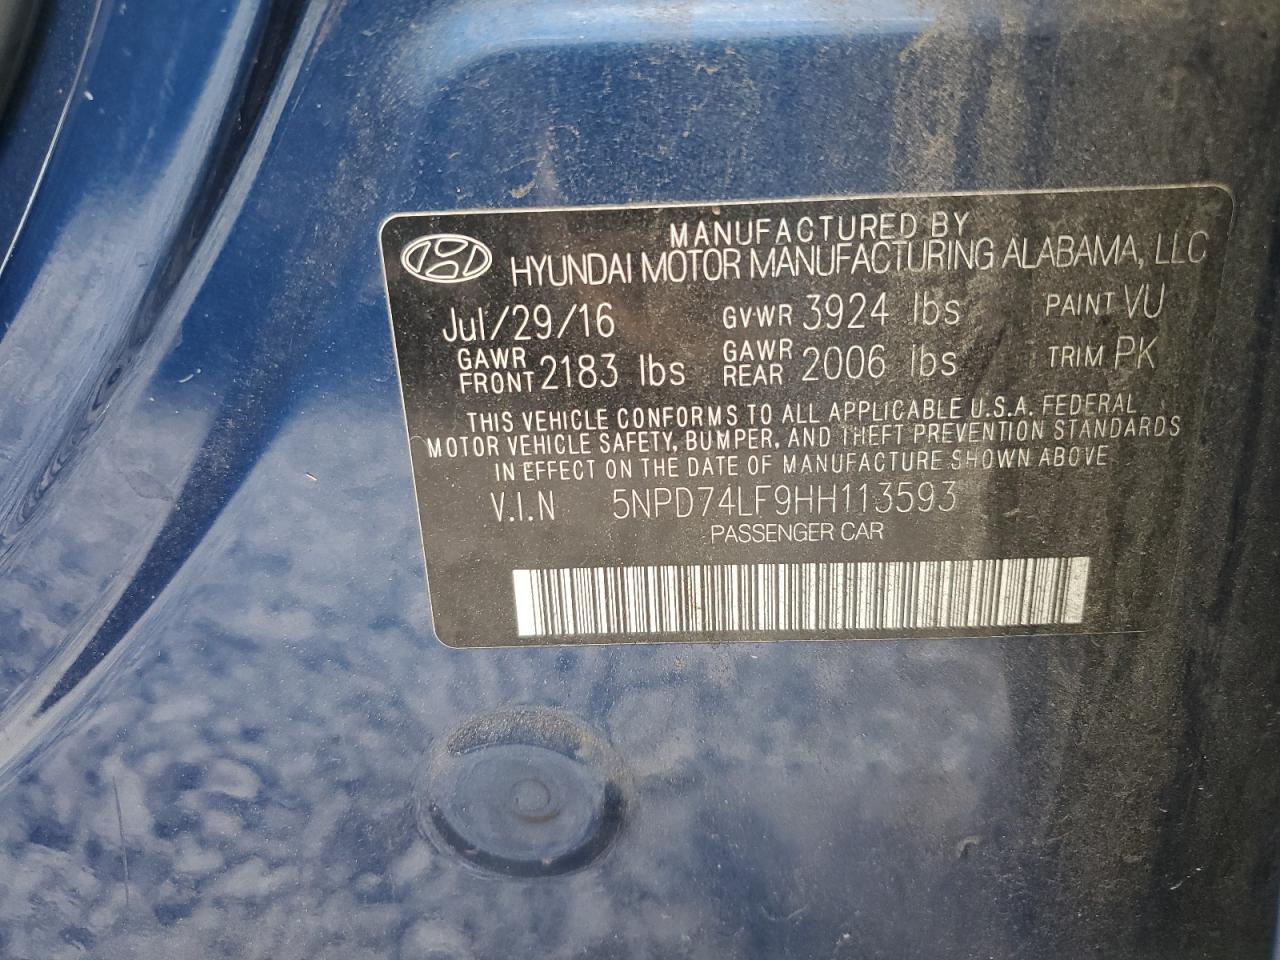 MANUFACTURED BY
HYUNDAI MOTOR MANUFACTURING ALABAMA, LLC
Jul/29/16 GVWR 3924 lbs PAINT VU
GAWR FRONT 2183 lbs GAWR REAR 2006 lbs TRIM PK
THIS VEHICLE CONFORMS TO ALL APPLICABLE U.S.A. FEDERAL
MOTOR VEHICLE SAFETY, BUMPER, AND THEFT PREVENTION STANDARDS
IN EFFECT ON THE DATE OF MANUFACTURE SHOWN ABOVE
V.I.N 5NPD74LF9HH113593
PASSENGER CAR